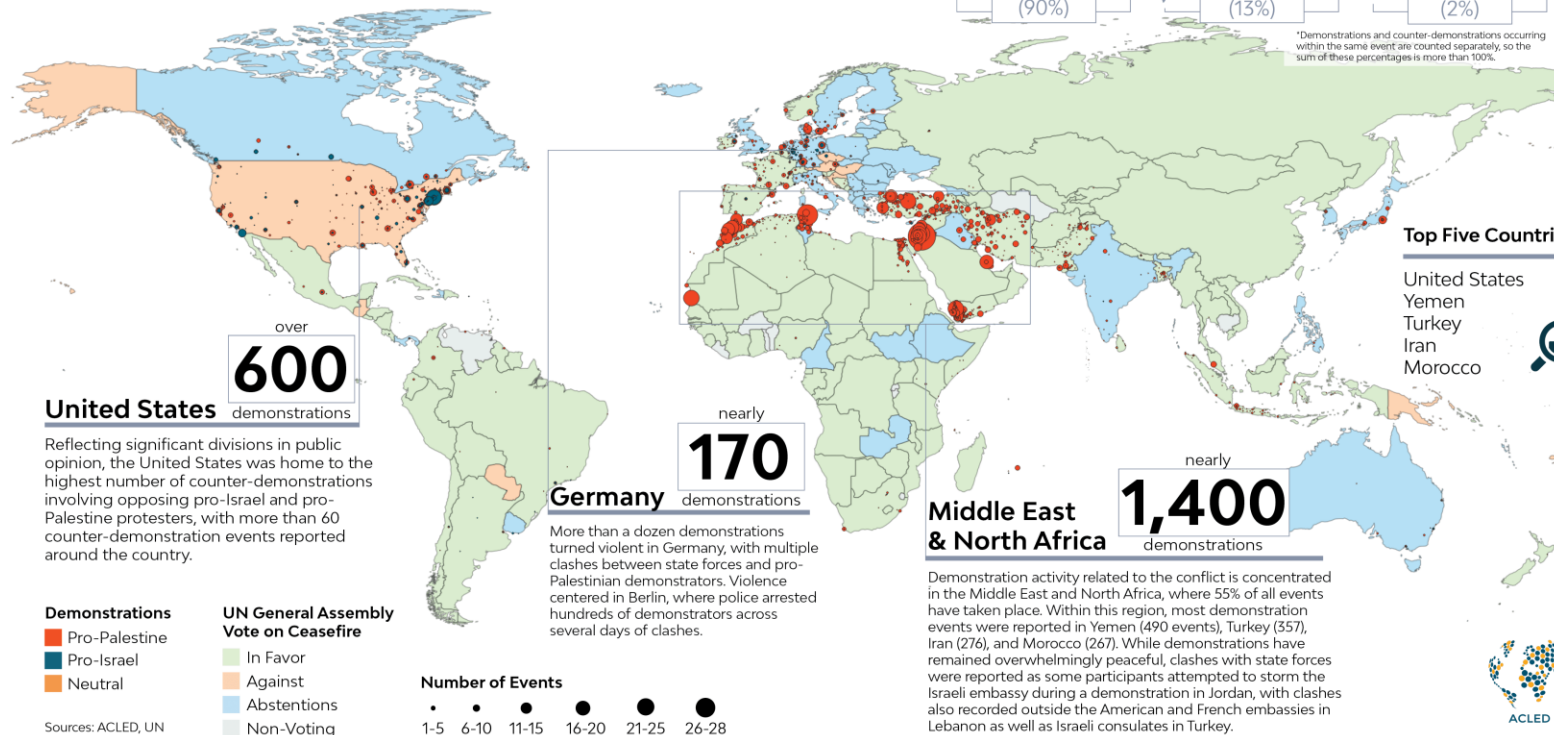 (90%)
(13%)
(2%)
*Demonstrations and counter-demonstrations occurring
within the same event are counted separately, so the
sum of these percentages is more than 100%.
Top Five Countri
United States
Yemen
Turkey
Iran
Morocco
over
600
demonstrations
United States
Reflecting significant divisions in public
opinion, the United States was home to the
highest number of counter-demonstrations
involving opposing pro-Israel and pro-
Palestine protesters, with more than 60
counter-demonstration events reported
around the country.
nearly
170
demonstrations
Germany
More than a dozen demonstrations
turned violent in Germany, with multiple
clashes between state forces and pro-
Palestinian demonstrators. Violence
centered in Berlin, where police arrested
hundreds of demonstrators across
several days of clashes.
nearly
1,400
demonstrations
Middle East
& North Africa
Demonstration activity related to the conflict is concentrated
in the Middle East and North Africa, where 55% of all events
have taken place. Within this region, most demonstration
events were reported in Yemen (490 events), Turkey (357),
Iran (276), and Morocco (267). While demonstrations have
remained overwhelmingly peaceful, clashes with state forces
were reported as some participants attempted to storm the
Israeli embassy during a demonstration in Jordan, with clashes
also recorded outside the American and French embassies in
Lebanon as well as Israeli consulates in Turkey.
Demonstrations
Pro-Palestine
Pro-Israel
Neutral
UN General Assembly
Vote on Ceasefire
In Favor
Against
Abstentions
Non-Voting
Number of Events
1-5 6-10 11-15 16-20 21-25 26-28
Sources: ACLED, UN
ACLED